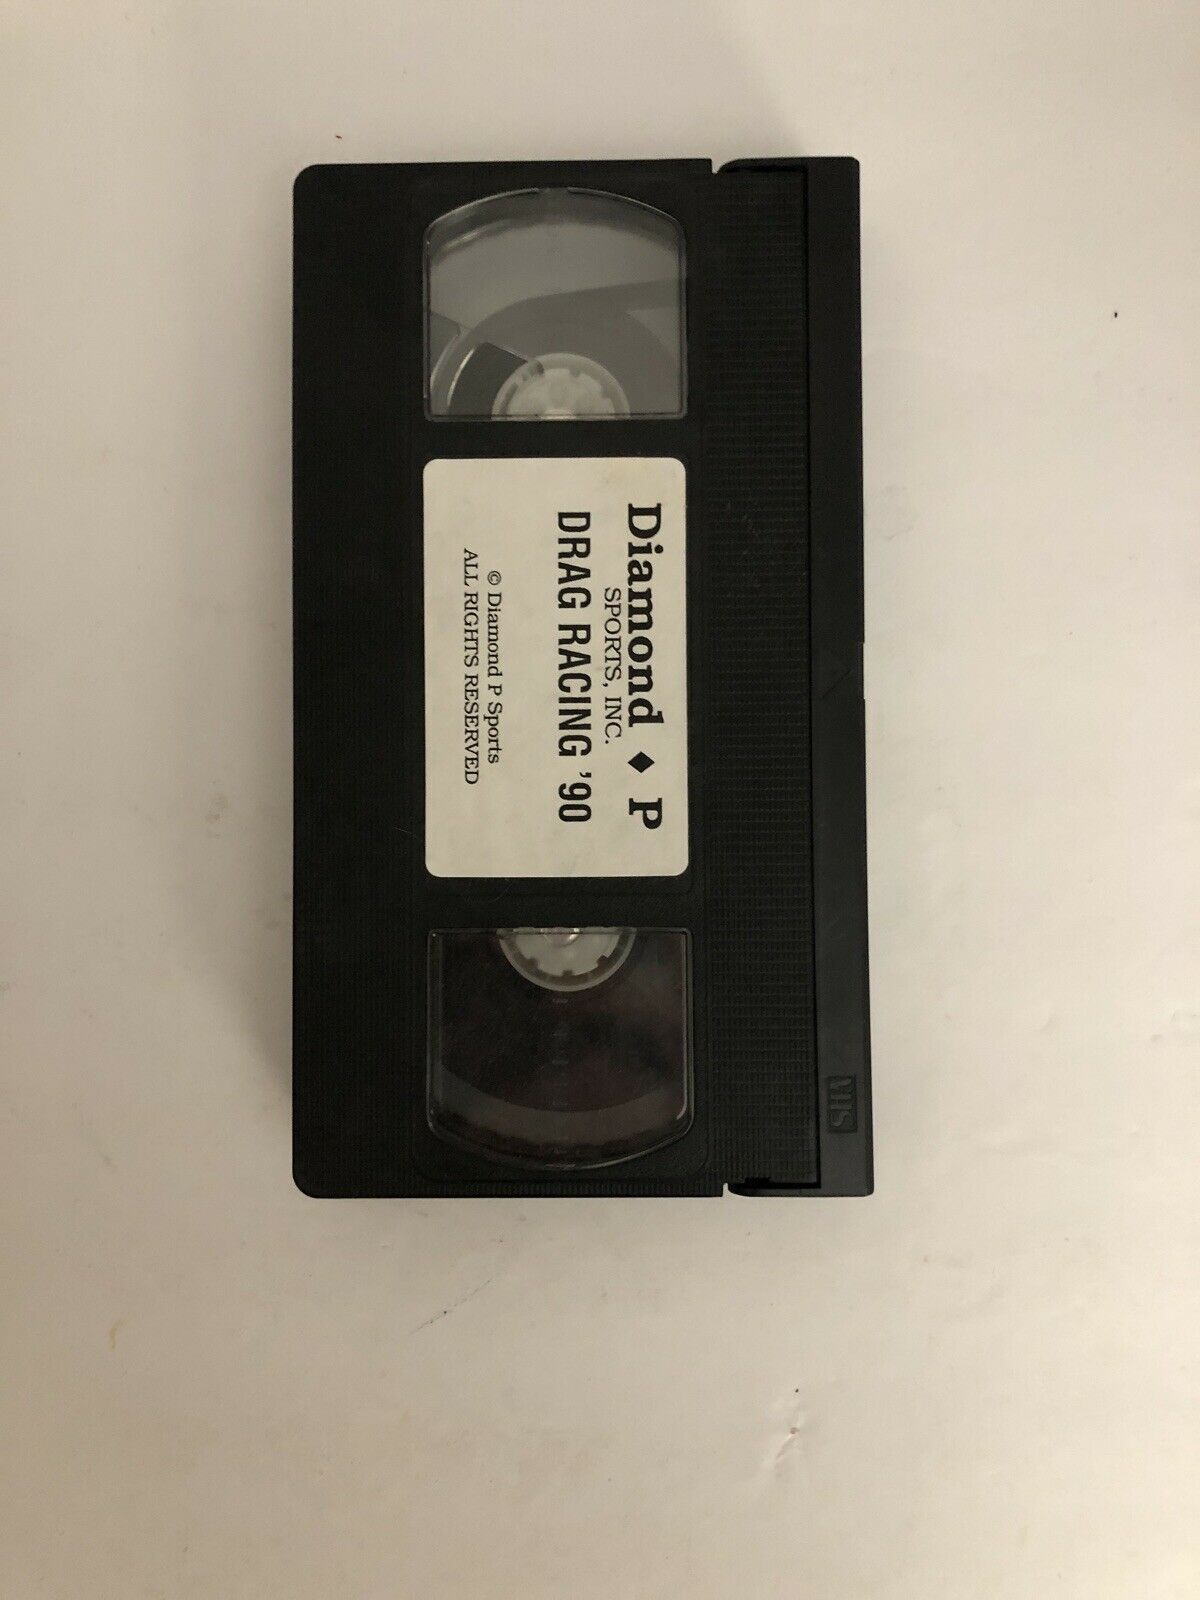 Diamond ♦ P
SPORTS, INC.
DRAG RACING '90
© Diamond P Sports
ALL RIGHTS RESERVED
VHS